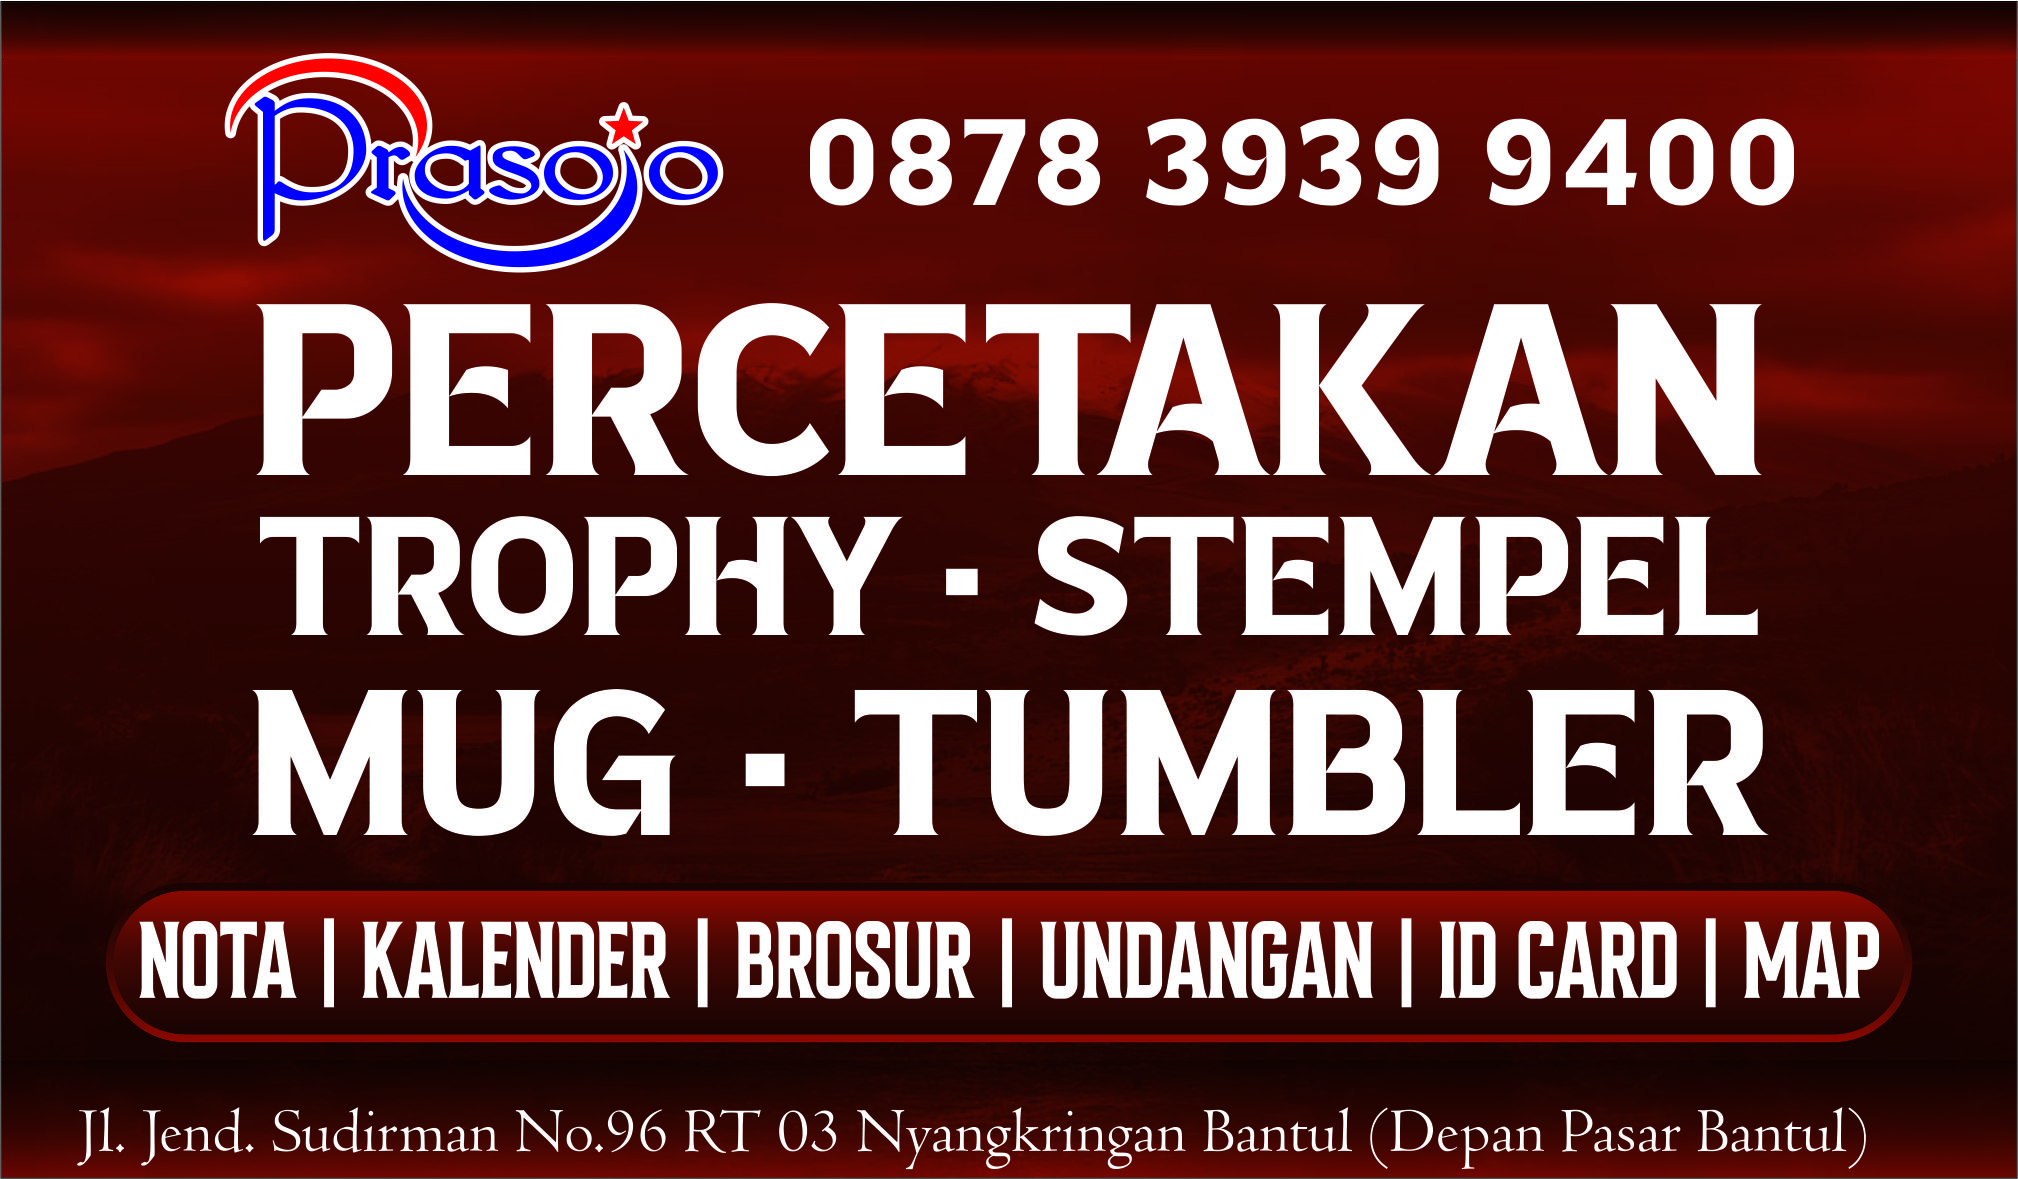 Prasojo 0878 3939 9400
PERCETAKAN
TROPHY - STEMPEL
MUG - TUMBLER
NOTA | KALENDER | BROSUR | UNDANGAN | ID CARD | MAP
Jl. Jend. Sudirman No.96 RT 03 Nyangkringan Bantul (Depan Pasar Bantul)